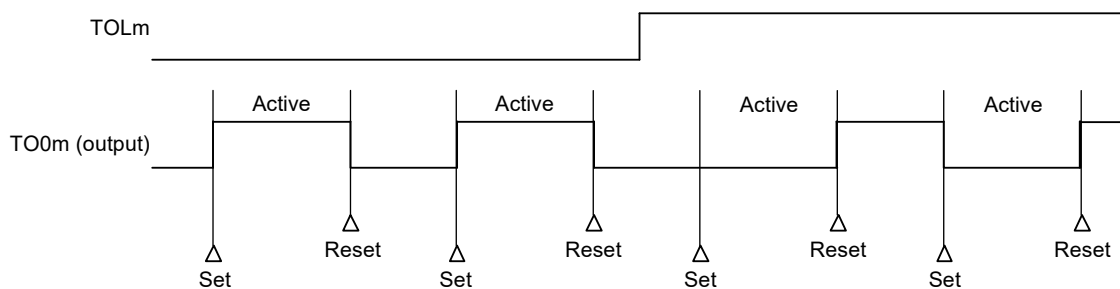 TOLm
Active
Active
Active
Active
TO0m (output)
Reset
Reset
Reset
Reset
Set
Set
Set
Set